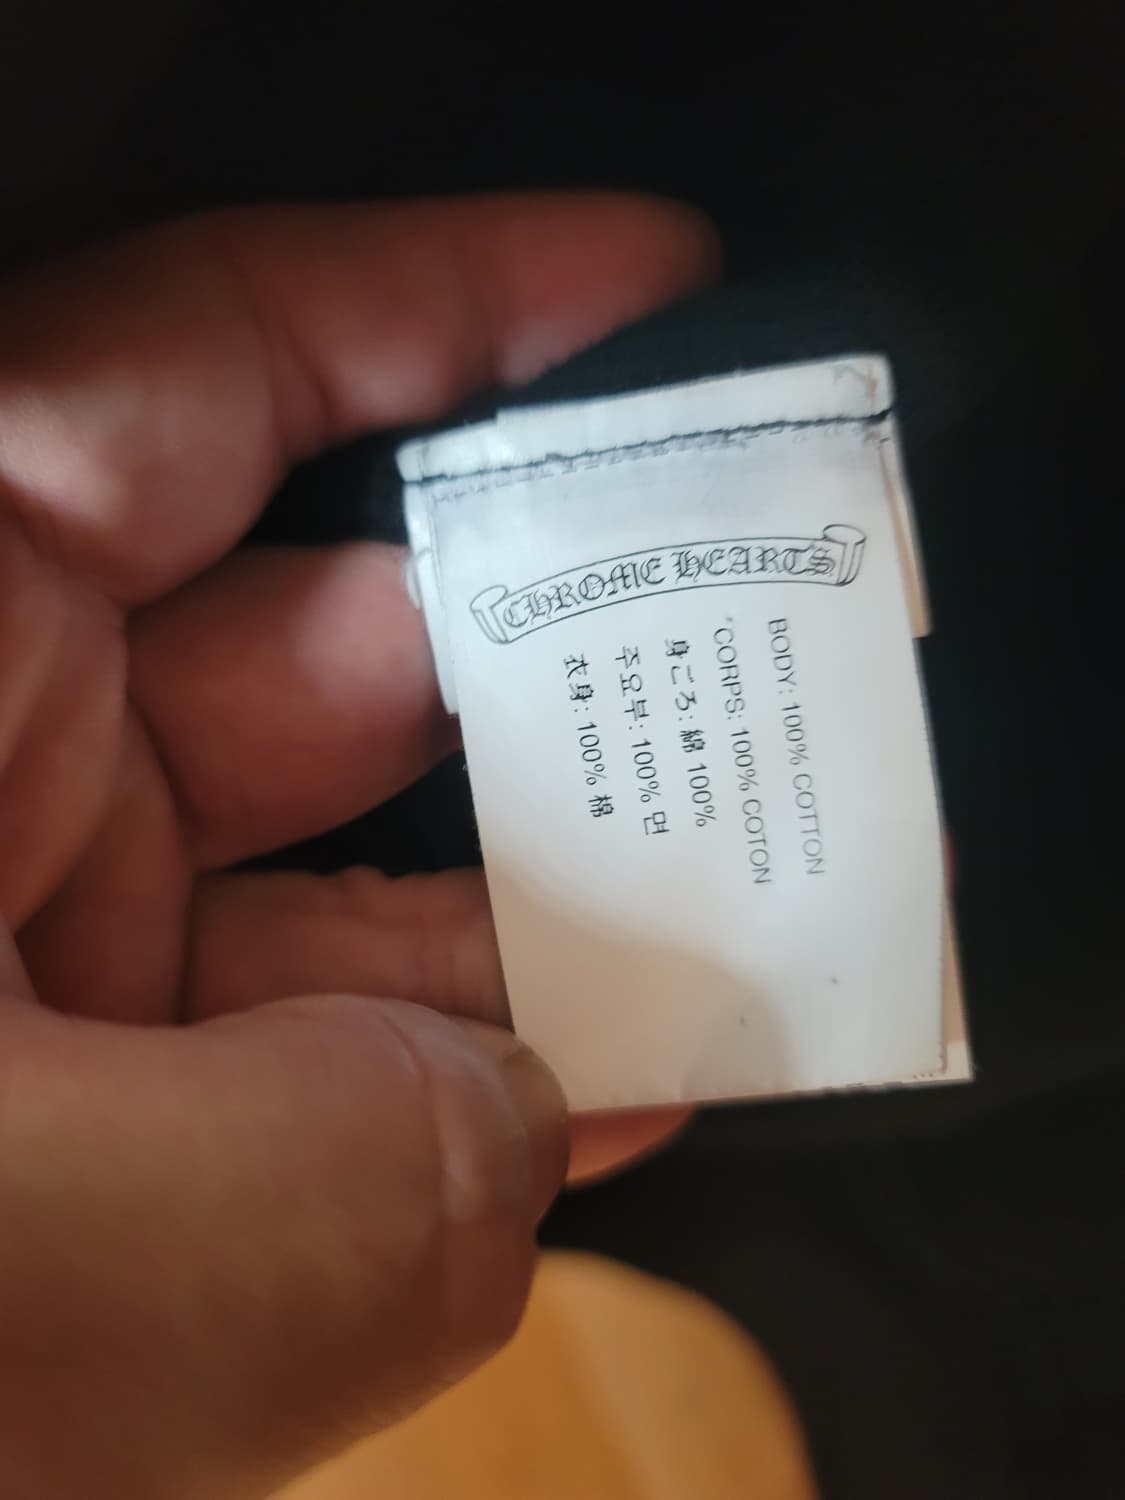 CHROME HEARTS
BODY: 100% COTTON
"CORPS: 100% COTON
身ごろ: 綿 100%
주요부: 100% 면
衣身: 100% 棉